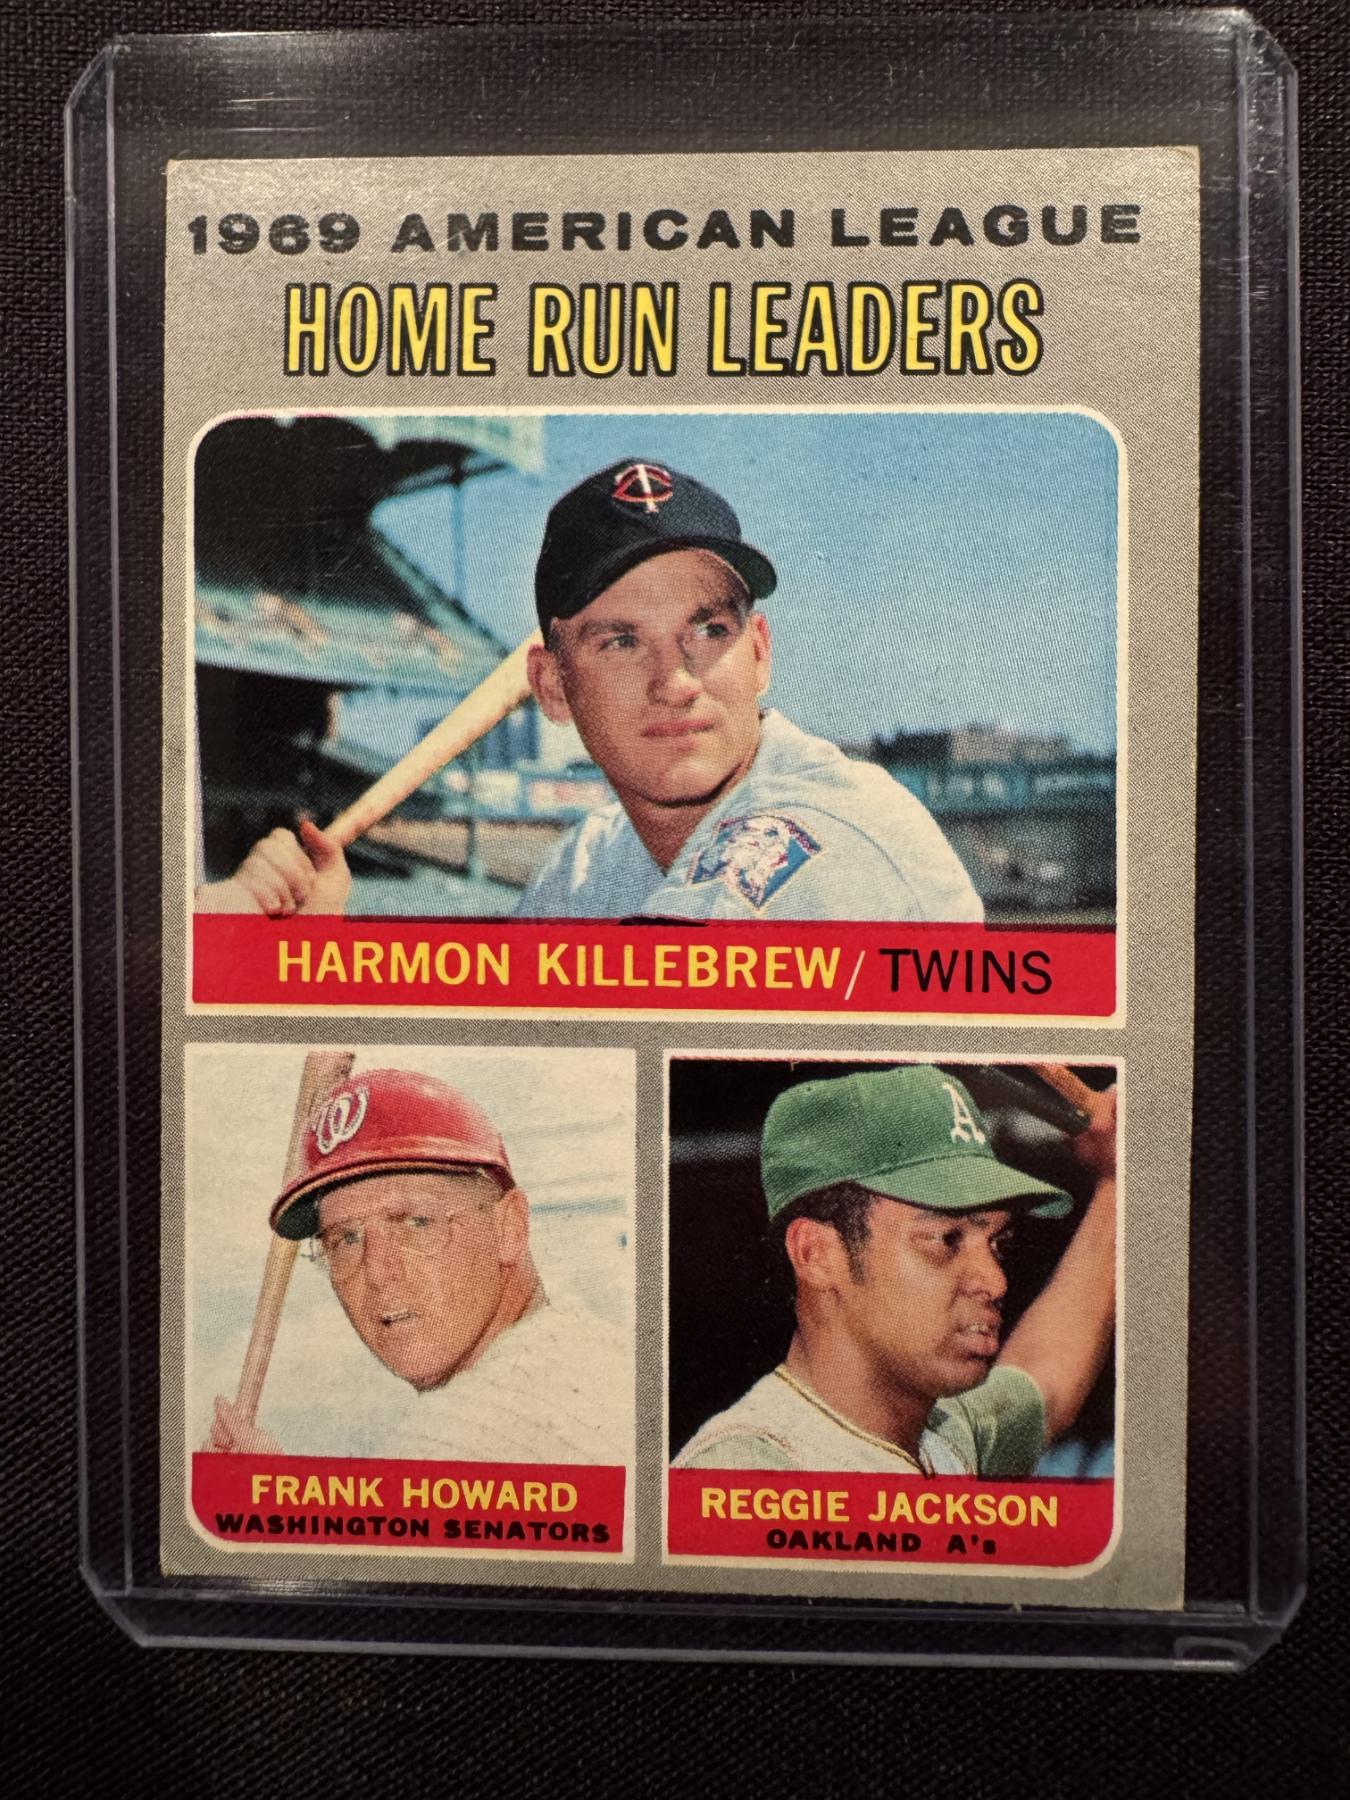 1969 AMERICAN LEAGUE
HOME RUN LEADERS
HARMON KILLEBREW/TWINS
FRANK HOWARD
WASHINGTON SENATORS
REGGIE JACKSON
OAKLAND A's